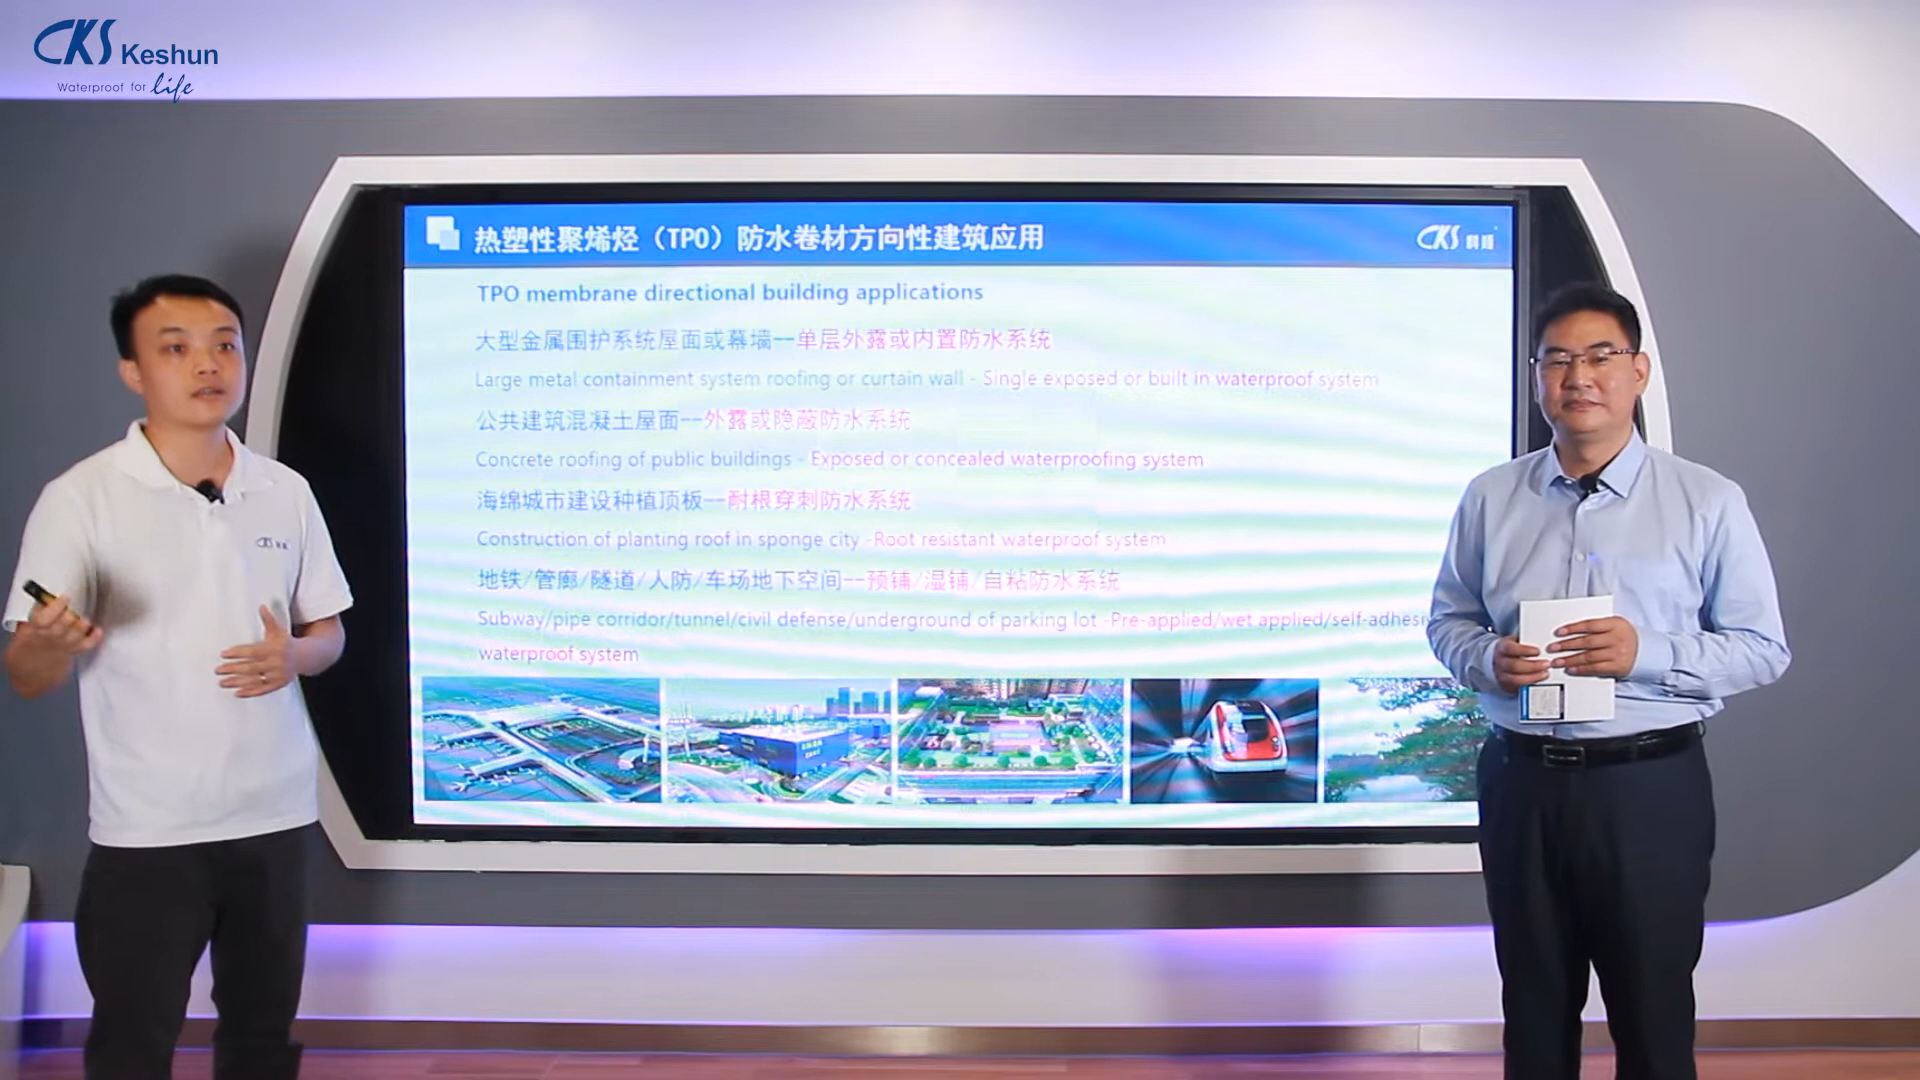 CKS Keshun
Waterproof for life
热塑性聚烯烃（TPO）防水卷材方向性建筑应用
CKS 科顺
TPO membrane directional building applications
大型金属围护系统屋面或幕墙--单层外露或内置防水系统
Large metal containment system roofing or curtain wall - Single exposed or built in waterproof system
公共建筑混凝土屋面--外露或隐蔽防水系统
Concrete roofing of public buildings - Exposed or concealed waterproofing system
海绵城市建设种植顶板--耐根穿刺防水系统
Construction of planting roof in sponge city -Root resistant waterproof system
地铁/管廊/隧道/人防/车场地下空间--预铺/湿铺/自粘防水系统
Subway/pipe corridor/tunnel/civil defense/underground of parking lot -Pre-applied/wet applied/self-adhesi
waterproof system
CKS